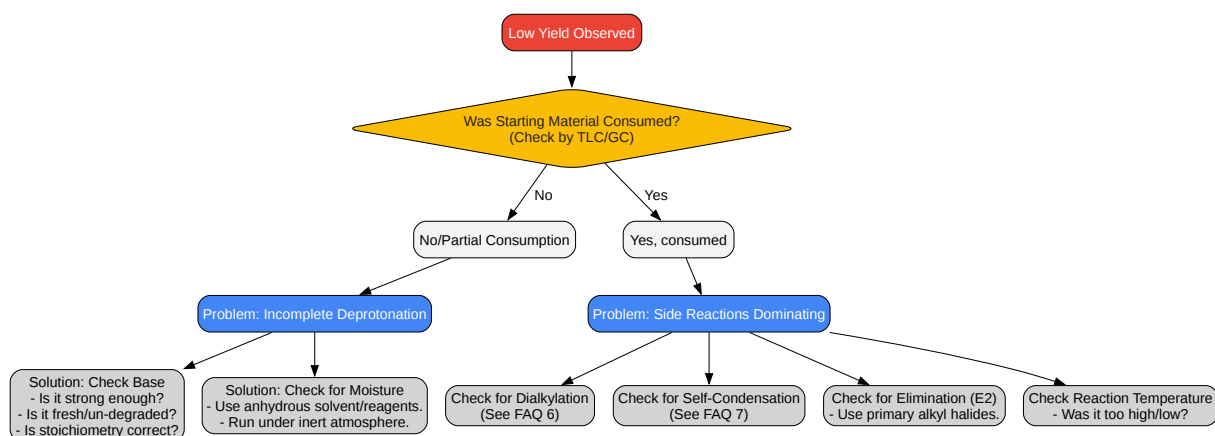 Low Yield Observed
Was Starting Material Consumed?
(Check by TLC/GC)
No
Yes
No/Partial Consumption
Yes, consumed
Problem: Incomplete Deprotonation
Problem: Side Reactions Dominating
Solution: Check Base
- Is it strong enough?
- Is it fresh/un-degraded?
- Is stoichiometry correct?
Solution: Check for Moisture
- Use anhydrous solvent/reagents.
- Run under inert atmosphere.
Check for Dialkylation
(See FAQ 6)
Check for Self-Condensation
(See FAQ 7)
Check for Elimination (E2)
- Use primary alkyl halides.
Check Reaction Temperature
- Was it too high/low?